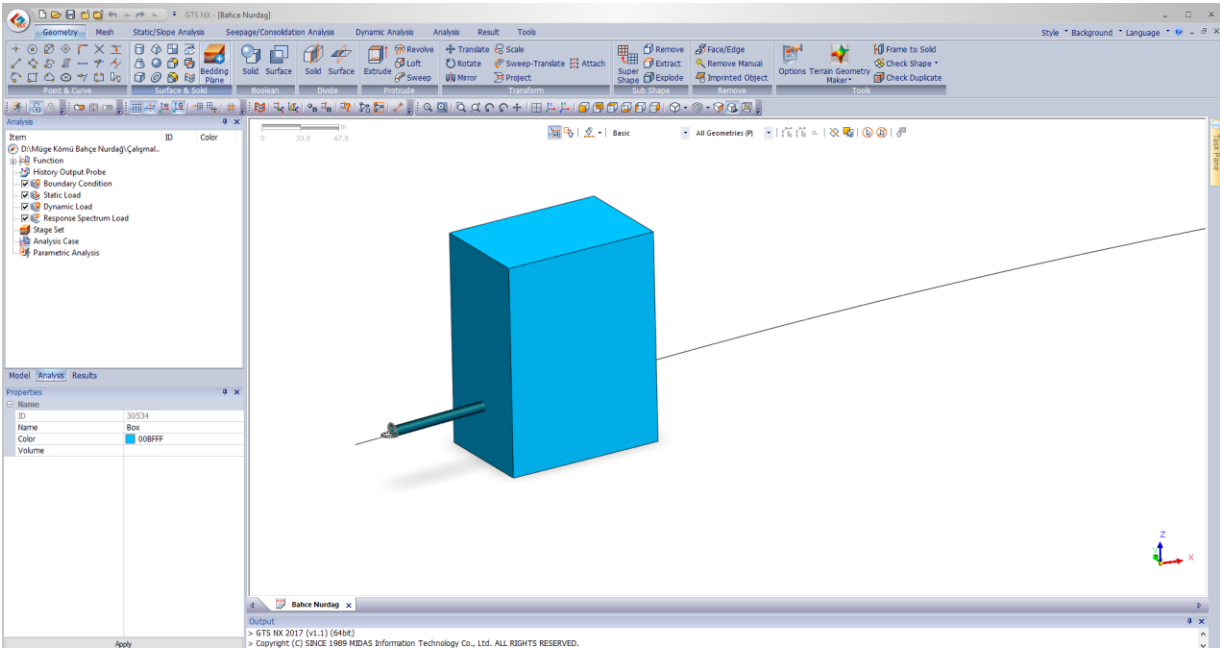 GTS NX - [Bahce Nurdag]
Geometry Mesh Static/Slope Analysis Seepage/Consolidation Analysis Dynamic Analysis Analysis Result Tools Style Background Language
Revolve Translate Scale Remove Face/Edge Frame to Solid
Loft Rotate Sweep-Translate Attach Extract Remove Manual Check Shape
Bedding Plane Solid Surface Solid Surface Extrude Sweep Mirror Project Super Shape Explode Imprinted Object Options Terrain Geometry Maker Check Duplicate
Point & Curve Surface & Solid Boolean Divide Protrude Transform Sub Shape Remove Tools
Analysis
Item ID Color
D:\Müge Kömü Bahçe Nurdağ\Çalışmal..
Function
History Output Probe
Boundary Condition
Static Load
Dynamic Load
Response Spectrum Load
Stage Set
Analysis Case
Parametric Analysis
m
0 33.9 67.8
Basic All Geometries (P)
Task Pane
Model Analysis Results
Properties
Name
ID 30534
Name Box
Color 00BFFF
Volume
Apply
Z
Y
X
Bahce Nurdag
Output
> GTS NX 2017 (v1.1) (64bit)
> Copyright (C) SINCE 1989 MIDAS Information Technology Co., Ltd. ALL RIGHTS RESERVED.